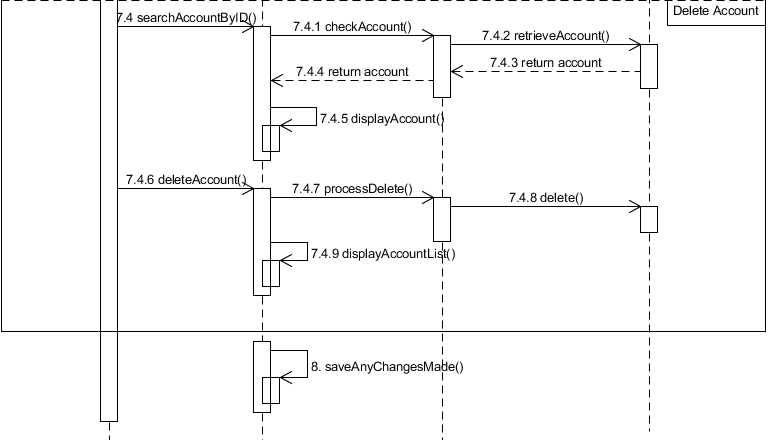 Delete Account
7.4 searchAccountByID()
7.4.1 checkAccount()
7.4.2 retrieveAccount()
7.4.3 return account
7.4.4 return account
7.4.5 displayAccount()
7.4.6 deleteAccount()
7.4.7 processDelete()
7.4.8 delete()
7.4.9 displayAccountList()
8. saveAnyChangesMade()